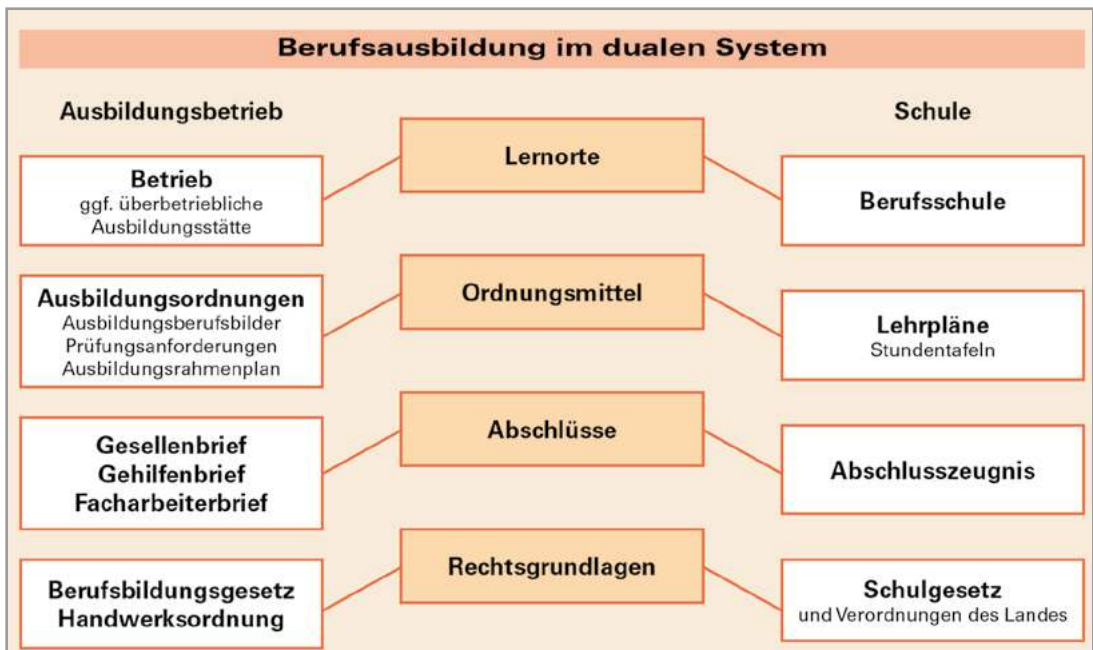 Berufsausbildung im dualen System
Ausbildungsbetrieb
Schule
Lernorte
Betrieb
ggf. überbetriebliche
Ausbildungsstätte
Berufsschule
Ordnungsmittel
Ausbildungsordnungen
Ausbildungsberufsbilder
Prüfungsanforderungen
Ausbildungsrahmenplan
Lehrpläne
Stundentafeln
Abschlüsse
Gesellenbrief
Gehilfenbrief
Facharbeiterbrief
Abschlusszeugnis
Rechtsgrundlagen
Berufsbildungsgesetz
Handwerksordnung
Schulgesetz
und Verordnungen des Landes